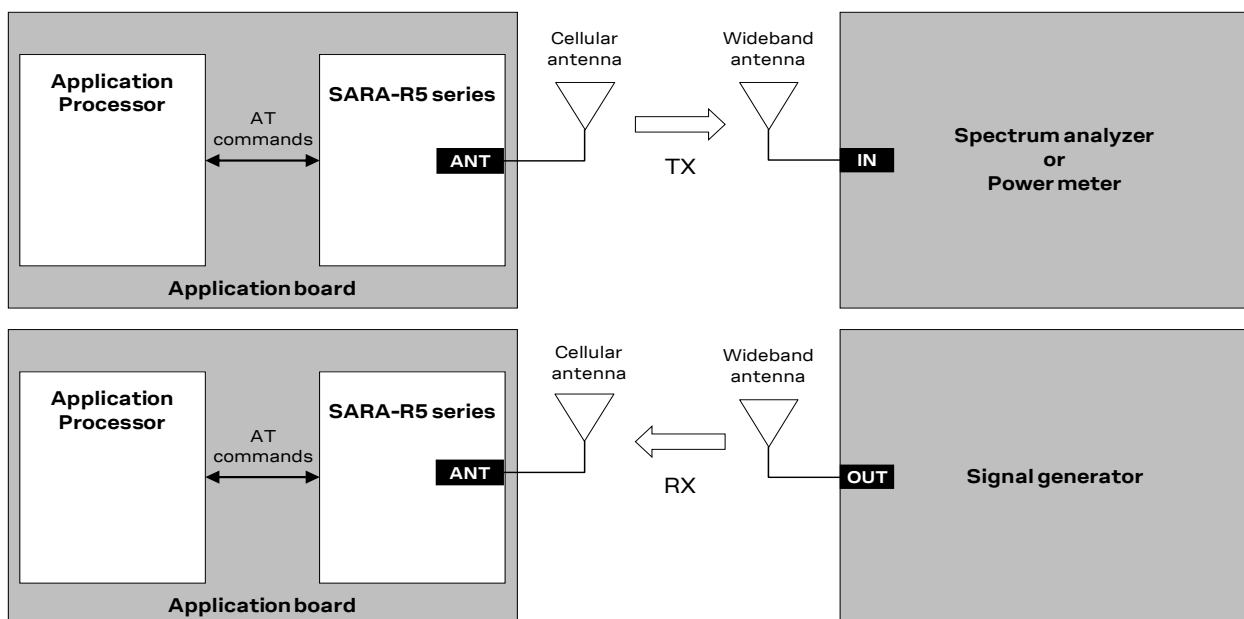 Cellular
antenna
Wideband
antenna
Application
Processor
SARA-R5 series
AT
commands
ANT
TX
IN
Spectrum analyzer
or
Power meter
Application board
Cellular
antenna
Wideband
antenna
Application
Processor
SARA-R5 series
AT
commands
ANT
RX
OUT
Signal generator
Application board